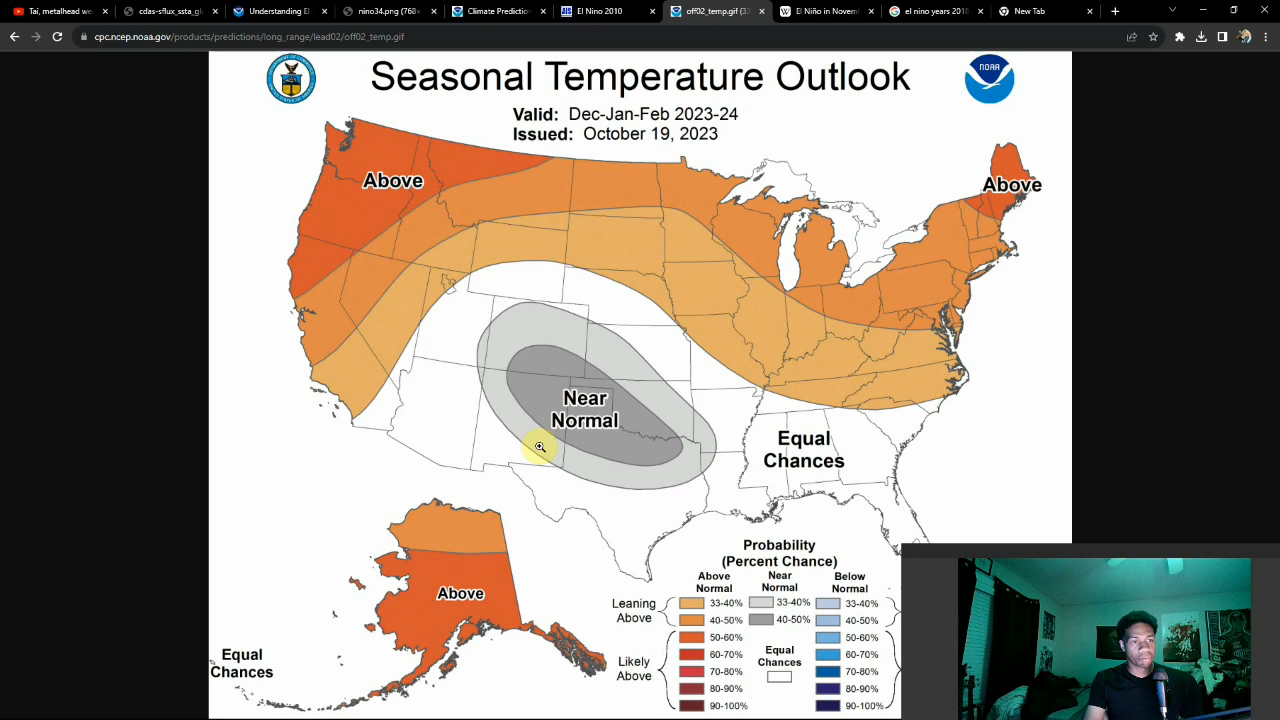 Tai, metalhead we
cdas-sflux_ssta_gl
Understanding El
nino34.png (768×
Climate Prediction
El Nino 2010
off02_temp.gif (33
El Niño in Novemi
el nino years 2018
New Tab
cpc.ncep.noaa.gov/products/predictions/long_range/lead02/off02_temp.gif
Seasonal Temperature Outlook
NOAA
Valid: Dec-Jan-Feb 2023-24
Issued: October 19, 2023
Above
Above
Near
Normal
Equal
Chances
Above
Equal
Chances
Probability
(Percent Chance)
Above
Normal
Near
Normal
Below
Normal
Leaning
Above
33-40%
33-40%
33-40%
40-50%
40-50%
40-50%
Likely
Above
50-60%
60-70%
70-80%
80-90%
90-100%
Equal
Chances
50-60%
60-70%
70-80%
80-90%
90-100%